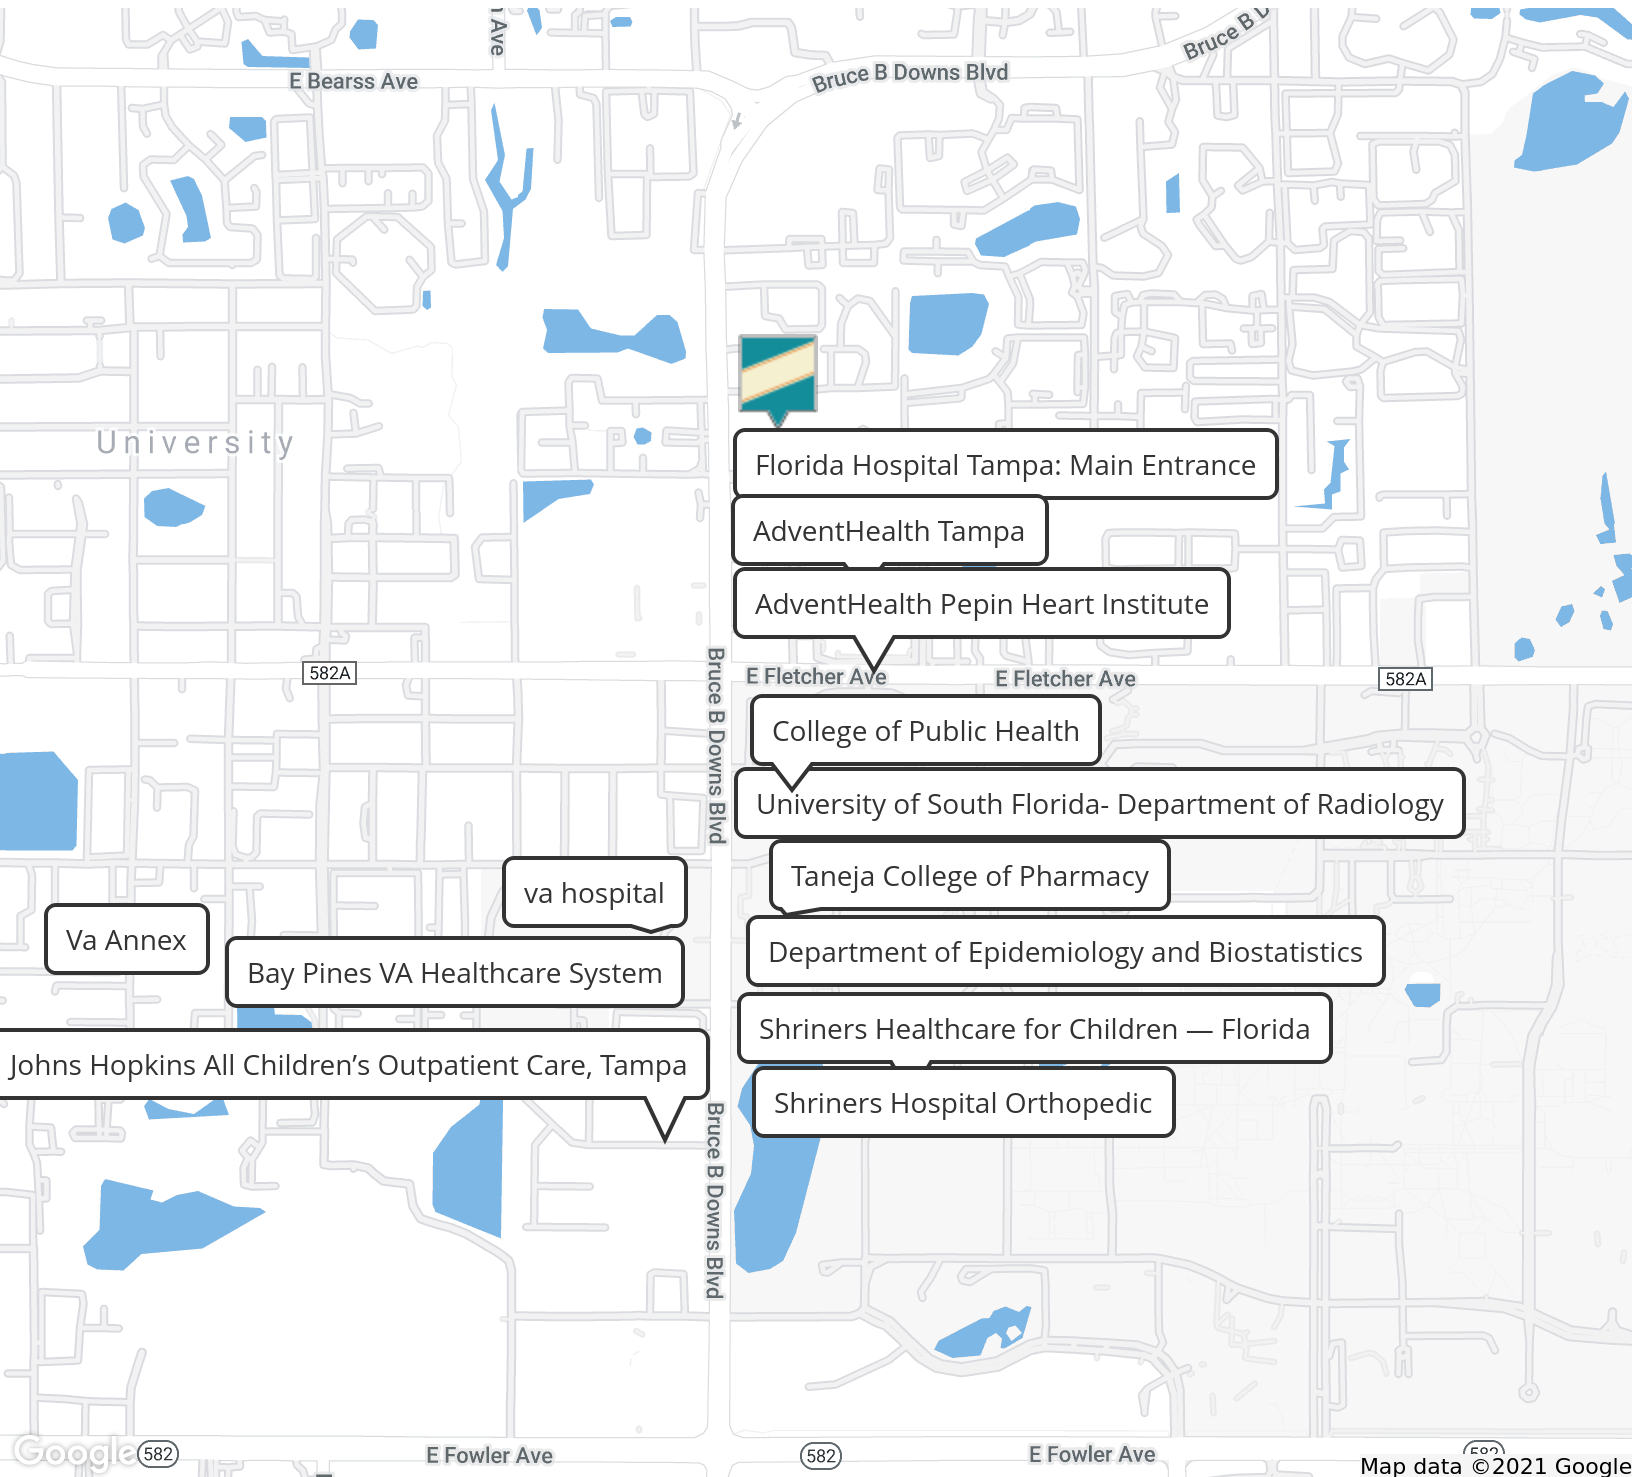 Ave
Bruce B D
E Bearss Ave
Bruce B Downs Blvd
University
Florida Hospital Tampa: Main Entrance
AdventHealth Tampa
AdventHealth Pepin Heart Institute
582A
E Fletcher Ave
E Fletcher Ave
582A
Bruce B Downs Blvd
College of Public Health
University of South Florida- Department of Radiology
Taneja College of Pharmacy
va hospital
Va Annex
Department of Epidemiology and Biostatistics
Bay Pines VA Healthcare System
Shriners Healthcare for Children — Florida
Johns Hopkins All Children’s Outpatient Care, Tampa
Shriners Hospital Orthopedic
Bruce B Downs Blvd
Google
582
E Fowler Ave
582
E Fowler Ave
582
Map data ©2021 Google